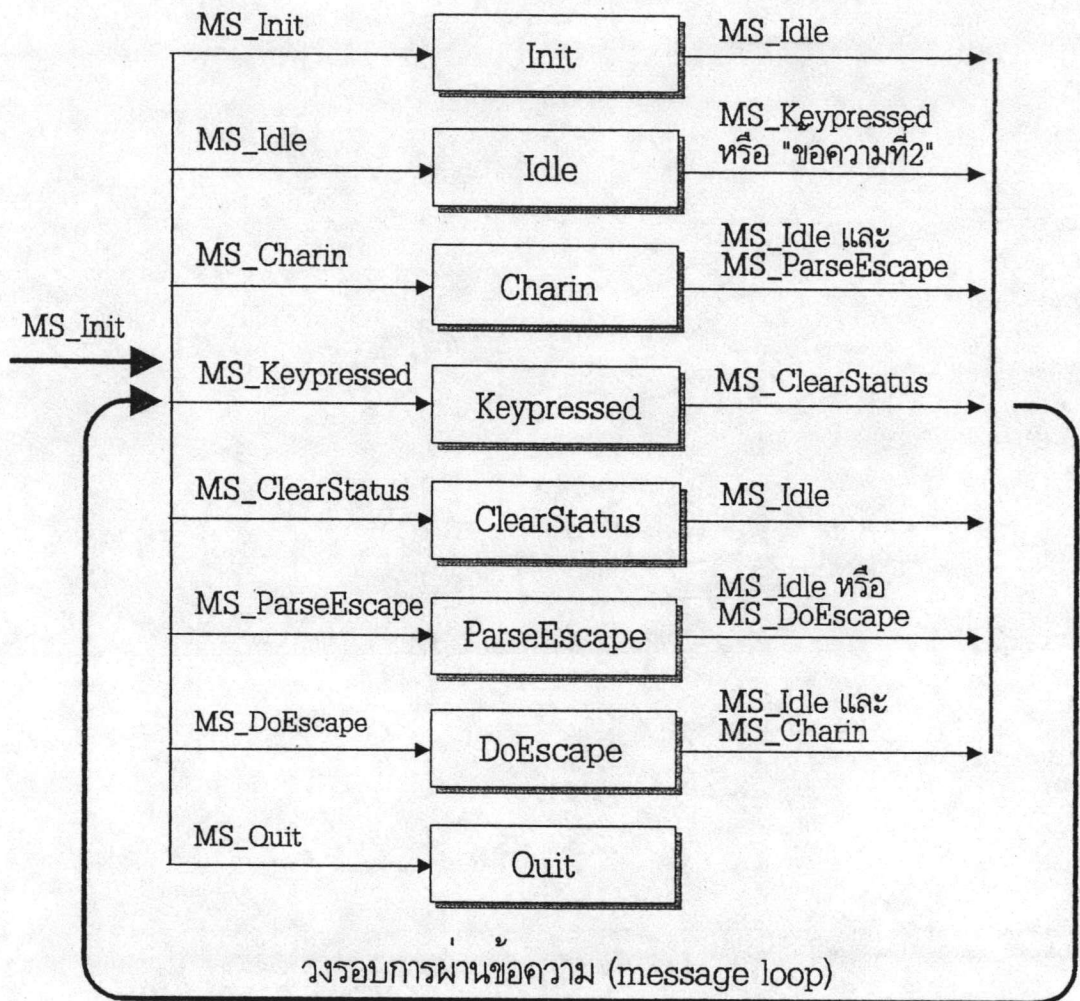 MS_Init
Init
MS_Idle
MS_Idle
Idle
MS_Keypressed
หรือ "ข้อความที่2"
MS_Charin
Charin
MS_Idle และ
MS_ParseEscape
MS_Init
MS_Keypressed
Keypressed
MS_ClearStatus
MS_ClearStatus
ClearStatus
MS_Idle
MS_ParseEscape
ParseEscape
MS_Idle หรือ
MS_DoEscape
MS_DoEscape
DoEscape
MS_Idle และ
MS_Charin
MS_Quit
Quit
วงรอบการผ่านข้อความ (message loop)